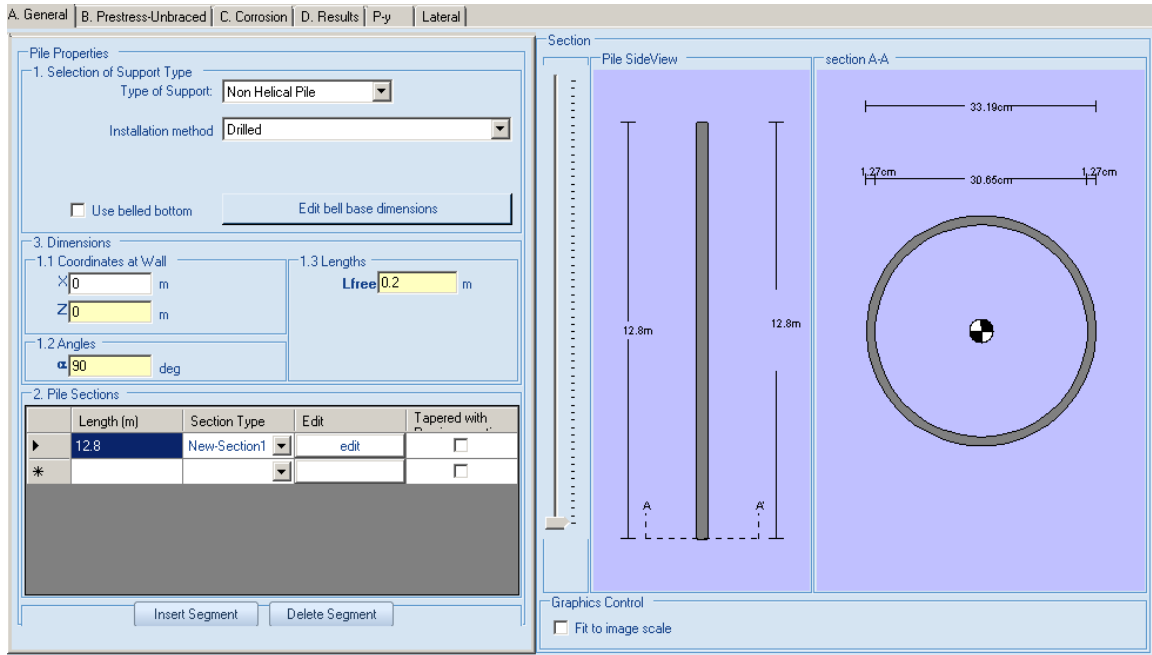 A. General
B. Prestress-Unbraced
C. Corrosion
D. Results
P-y
Lateral
Pile Properties
1. Selection of Support Type
Type of Support: Non Helical Pile
Installation method Drilled
Use belled bottom
Edit bell base dimensions
3. Dimensions
1.1 Coordinates at Wall
X 0 m
Z 0 m
1.2 Angles
α 90 deg
1.3 Lengths
Lfree 0.2 m
2. Pile Sections
Length (m) Section Type Edit Tapered with
12.8 New-Section1 edit
Insert Segment
Delete Segment
Section
Pile SideView
12.8m
12.8m
A A'
section A-A
33.19cm
1.27cm 30.65cm 1.27cm
Graphics Control
Fit to image scale